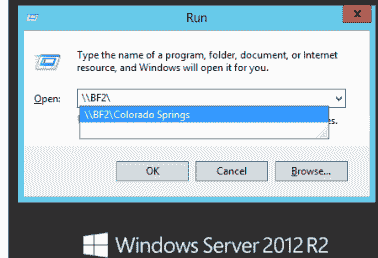 Run
x
Type the name of a program, folder, document, or Internet
resource, and Windows will open it for you.
Open: \\BF2\
\\BF2\Colorado Springs
es.
OK Cancel Browse...
Windows Server 2012 R2